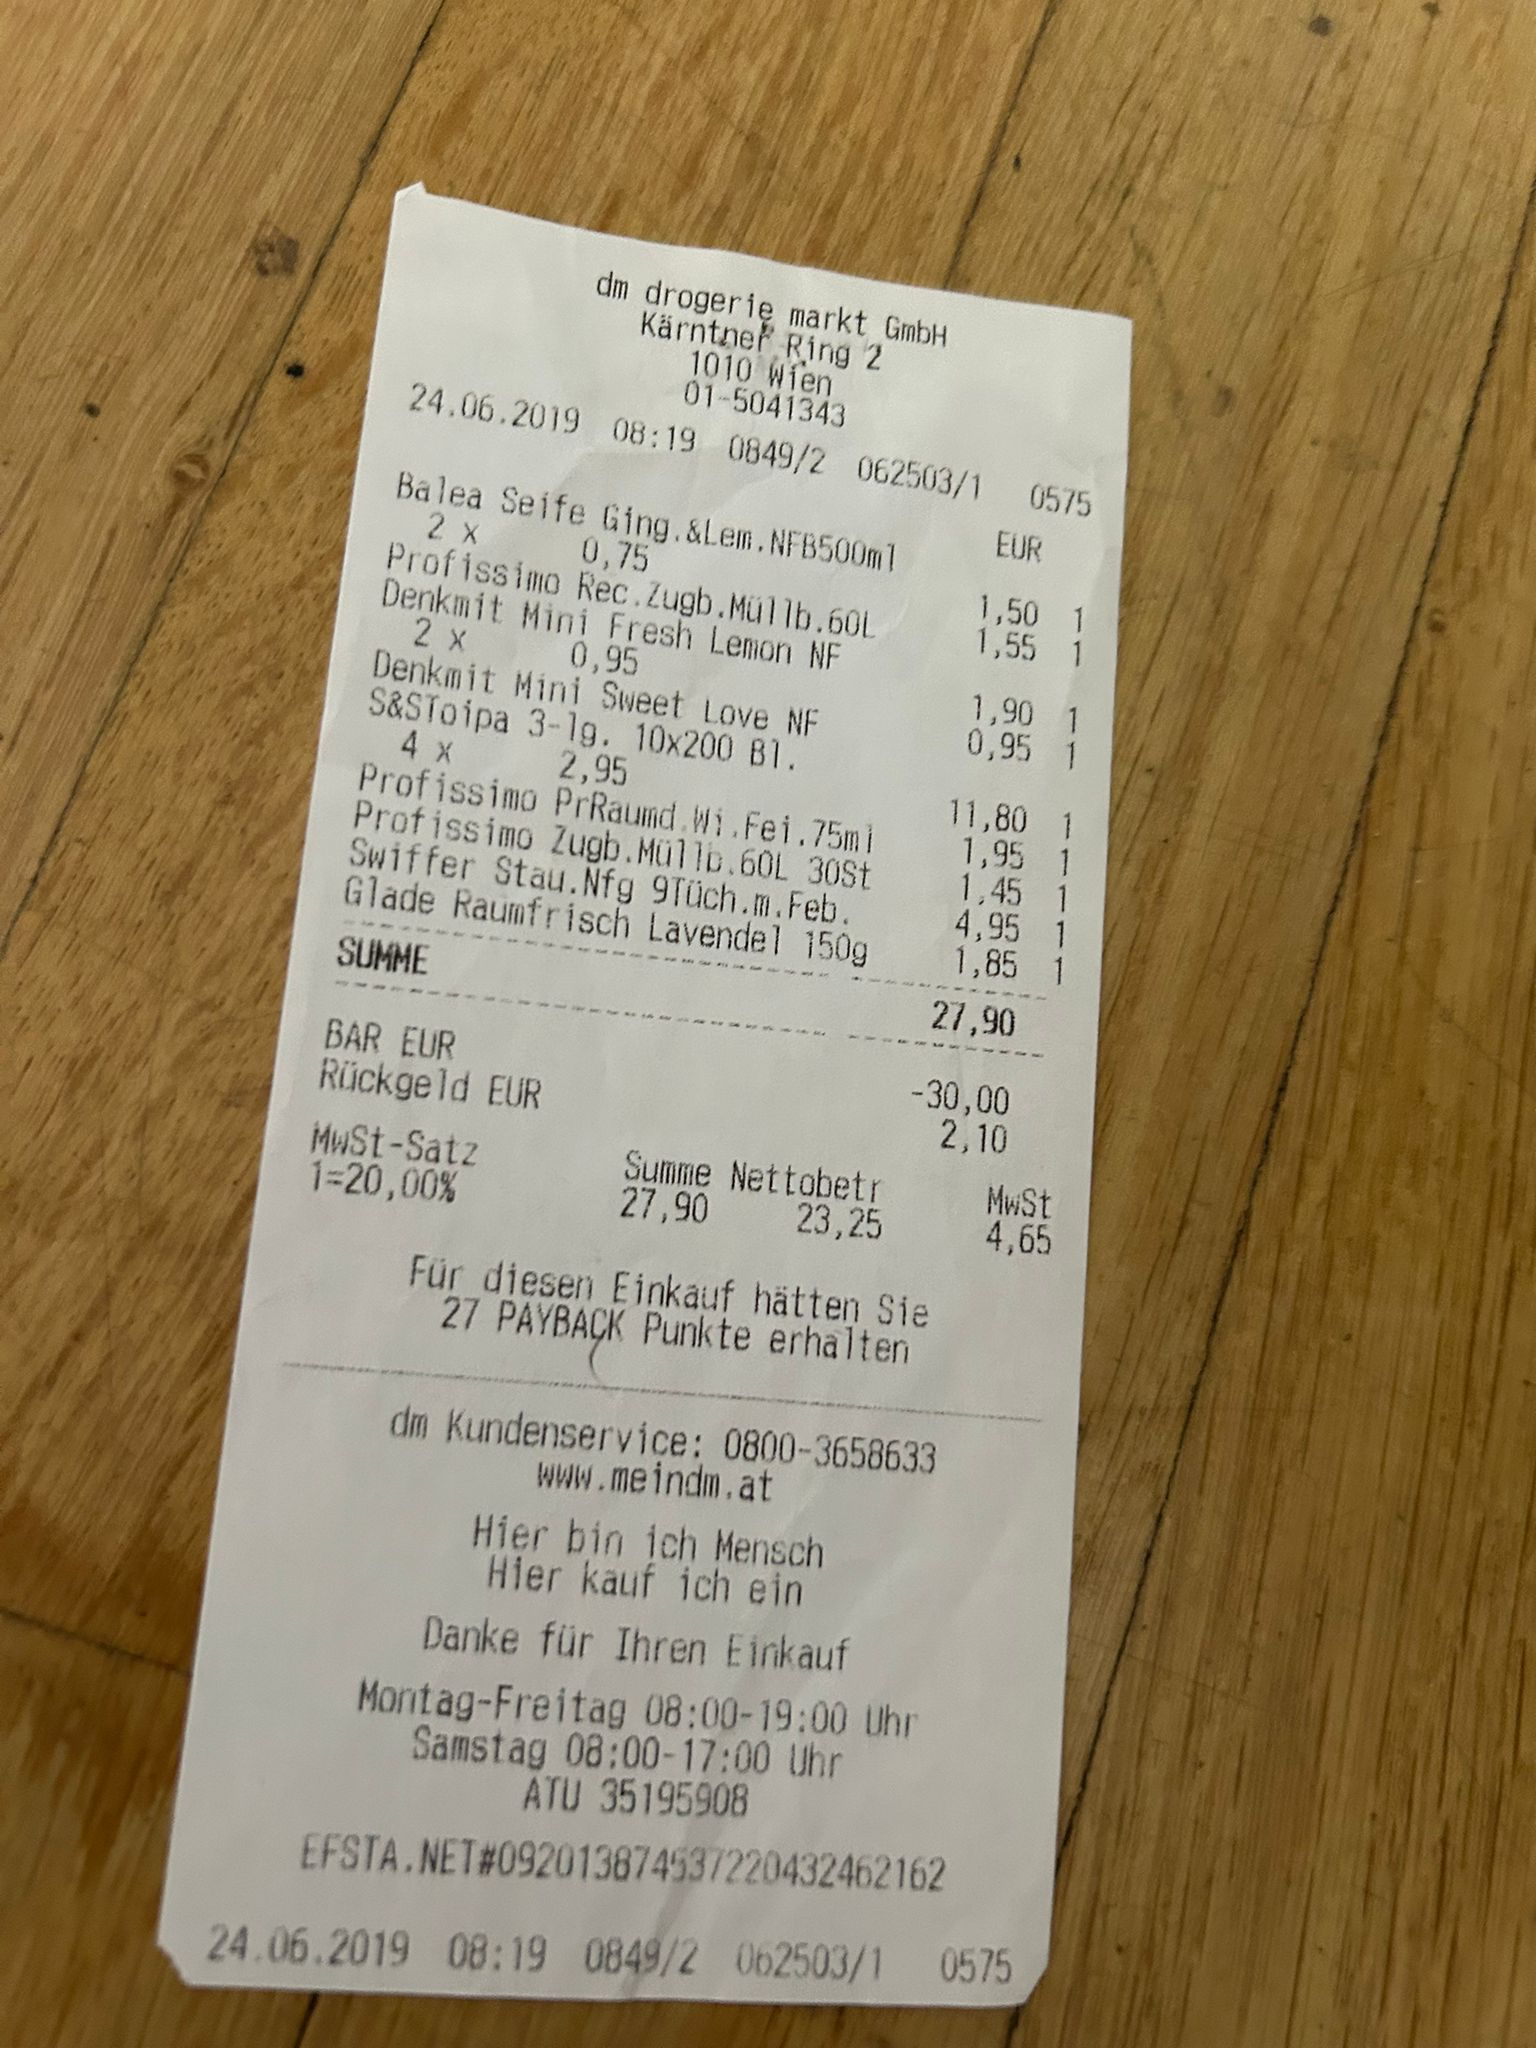 dm drogerie markt GmbH
Kärntner Ring 2
1010 Wien
01-5041343
24.06.2019 08:19 0849/2 062503/1 0575
EUR
Balea Seife Ging.&Lem.NFB500ml
2 x 0,75 1,50 1
Profissimo Rec.Zugb.Müllb.60L 1,55 1
Denkmit Mini Fresh Lemon NF
2 x 0,95 1,90 1
Denkmit Mini Sweet Love NF 0,95 1
S&SToipa 3-lg. 10x200 Bl.
4 x 2,95 11,80 1
Profissimo PrRaumd.Wi.Fei.75ml 1,95 1
Profissimo Zugb.Müllb.60L 30St 1,45 1
Swiffer Stau.Nfg 9Tüch.m.Feb. 4,95 1
Glade Raumfrisch Lavendel 150g 1,85 1
SUMME 27,90
BAR EUR -30,00
Rückgeld EUR 2,10
MwSt-Satz Summe Nettobetr MwSt
1=20,00% 27,90 23,25 4,65
Für diesen Einkauf hätten Sie
27 PAYBACK Punkte erhalten
dm Kundenservice: 0800-3658633
www.meindm.at
Hier bin ich Mensch
Hier kauf ich ein
Danke für Ihren Einkauf
Montag-Freitag 08:00-19:00 Uhr
Samstag 08:00-17:00 Uhr
ATU 35195908
EFSTA.NET#0920138745372204324​62162
24.06.2019 08:19 0849/2 062503/1 0575